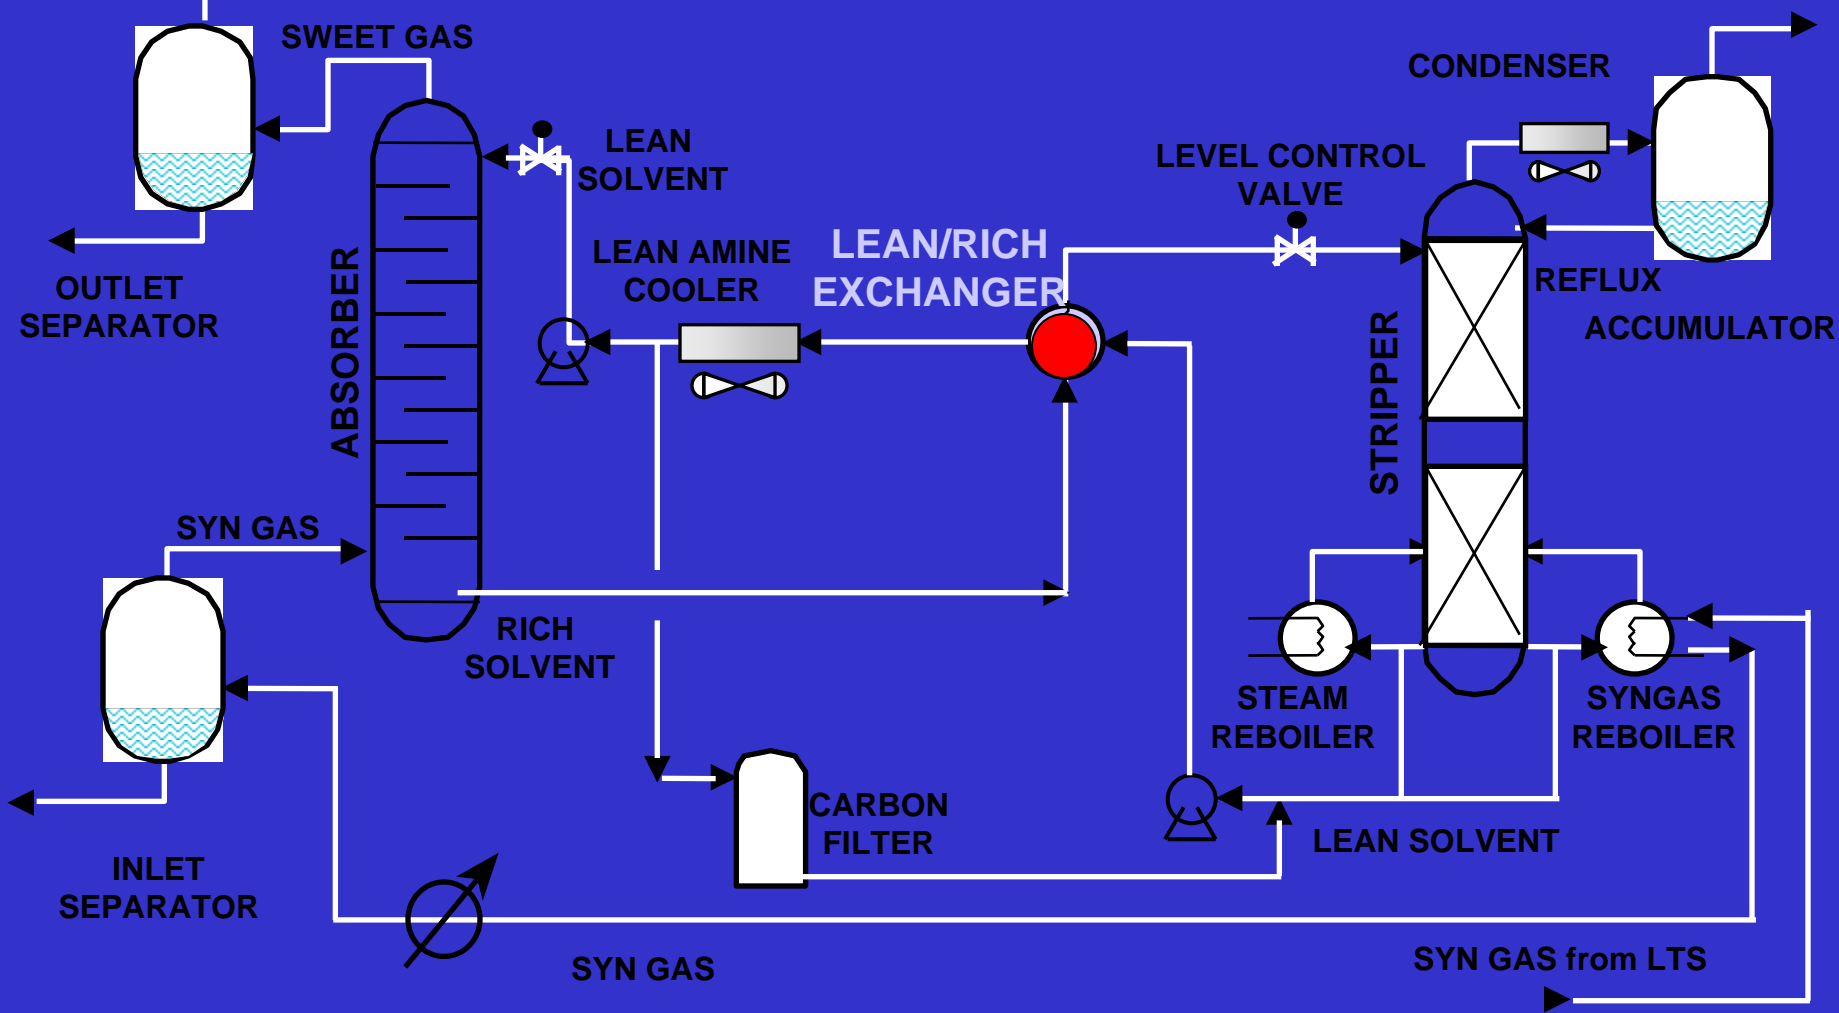 SWEET GAS
CONDENSER
LEAN
SOLVENT
LEVEL CONTROL
VALVE
LEAN/RICH
EXCHANGER
LEAN AMINE
COOLER
ABSORBER
OUTLET
SEPARATOR
REFLUX
ACCUMULATOR
STRIPPER
SYN GAS
RICH
SOLVENT
STEAM
REBOILER
SYNGAS
REBOILER
CARBON
FILTER
LEAN SOLVENT
INLET
SEPARATOR
SYN GAS
SYN GAS from LTS